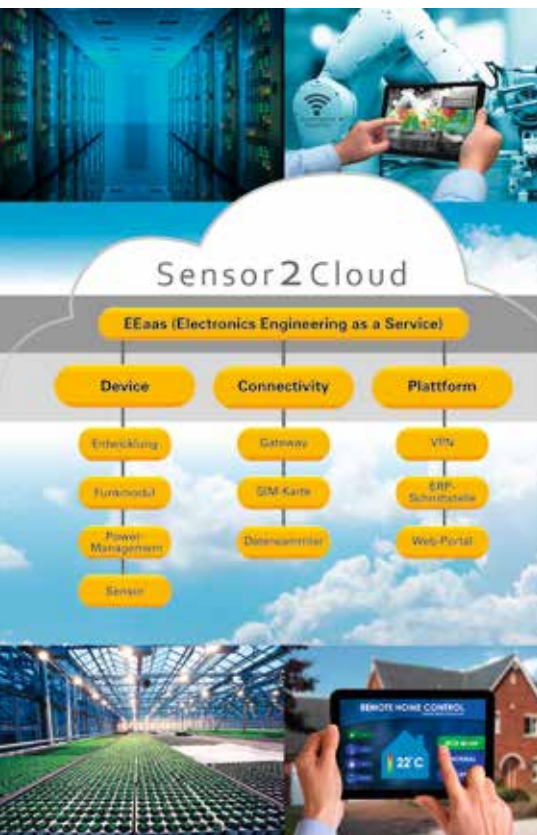 Sensor2Cloud
EEaas (Electronics Engineering as a Service)
Device
Connectivity
Plattform
Entwicklung
Gateway
VPN
Funkmodul
SIM-Karte
ERP-
Schnittstelle
Power-
Management
Datensammler
Web-Portal
Sensor
REMOTE HOME CONTROL
22°C